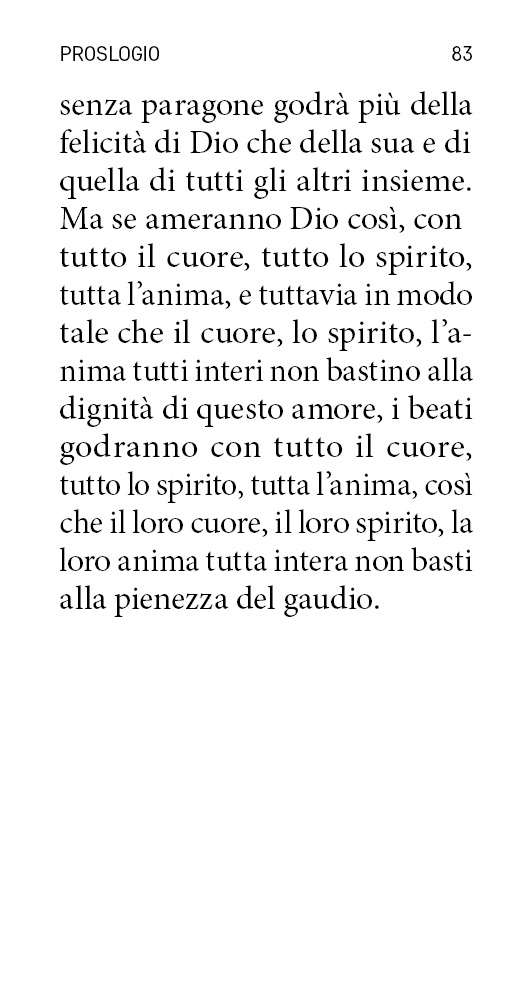 PROSLOGIO 83
senza paragone godrà più della
felicità di Dio che della sua e di
quella di tutti gli altri insieme.
Ma se ameranno Dio così, con
tutto il cuore, tutto lo spirito,
tutta l’anima, e tuttavia in modo
tale che il cuore, lo spirito, l’a-
nima tutti interi non bastino alla
dignità di questo amore, i beati
godranno con tutto il cuore,
tutto lo spirito, tutta l’anima, così
che il loro cuore, il loro spirito, la
loro anima tutta intera non basti
alla pienezza del gaudio.